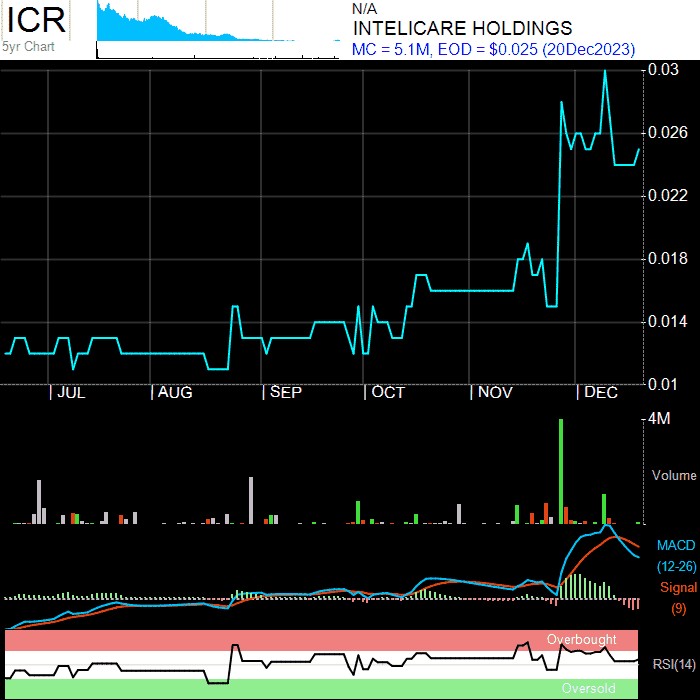 ICR
5yr Chart
N/A
INTELICARE HOLDINGS
MC = 5.1M, EOD = $0.025 (20Dec2023)
0.03
0.026
0.022
0.018
0.014
0.01
JUL AUG SEP OCT NOV DEC
4M
Volume
MACD
(12-26)
Signal
(9)
Overbought
RSI(14)
Oversold